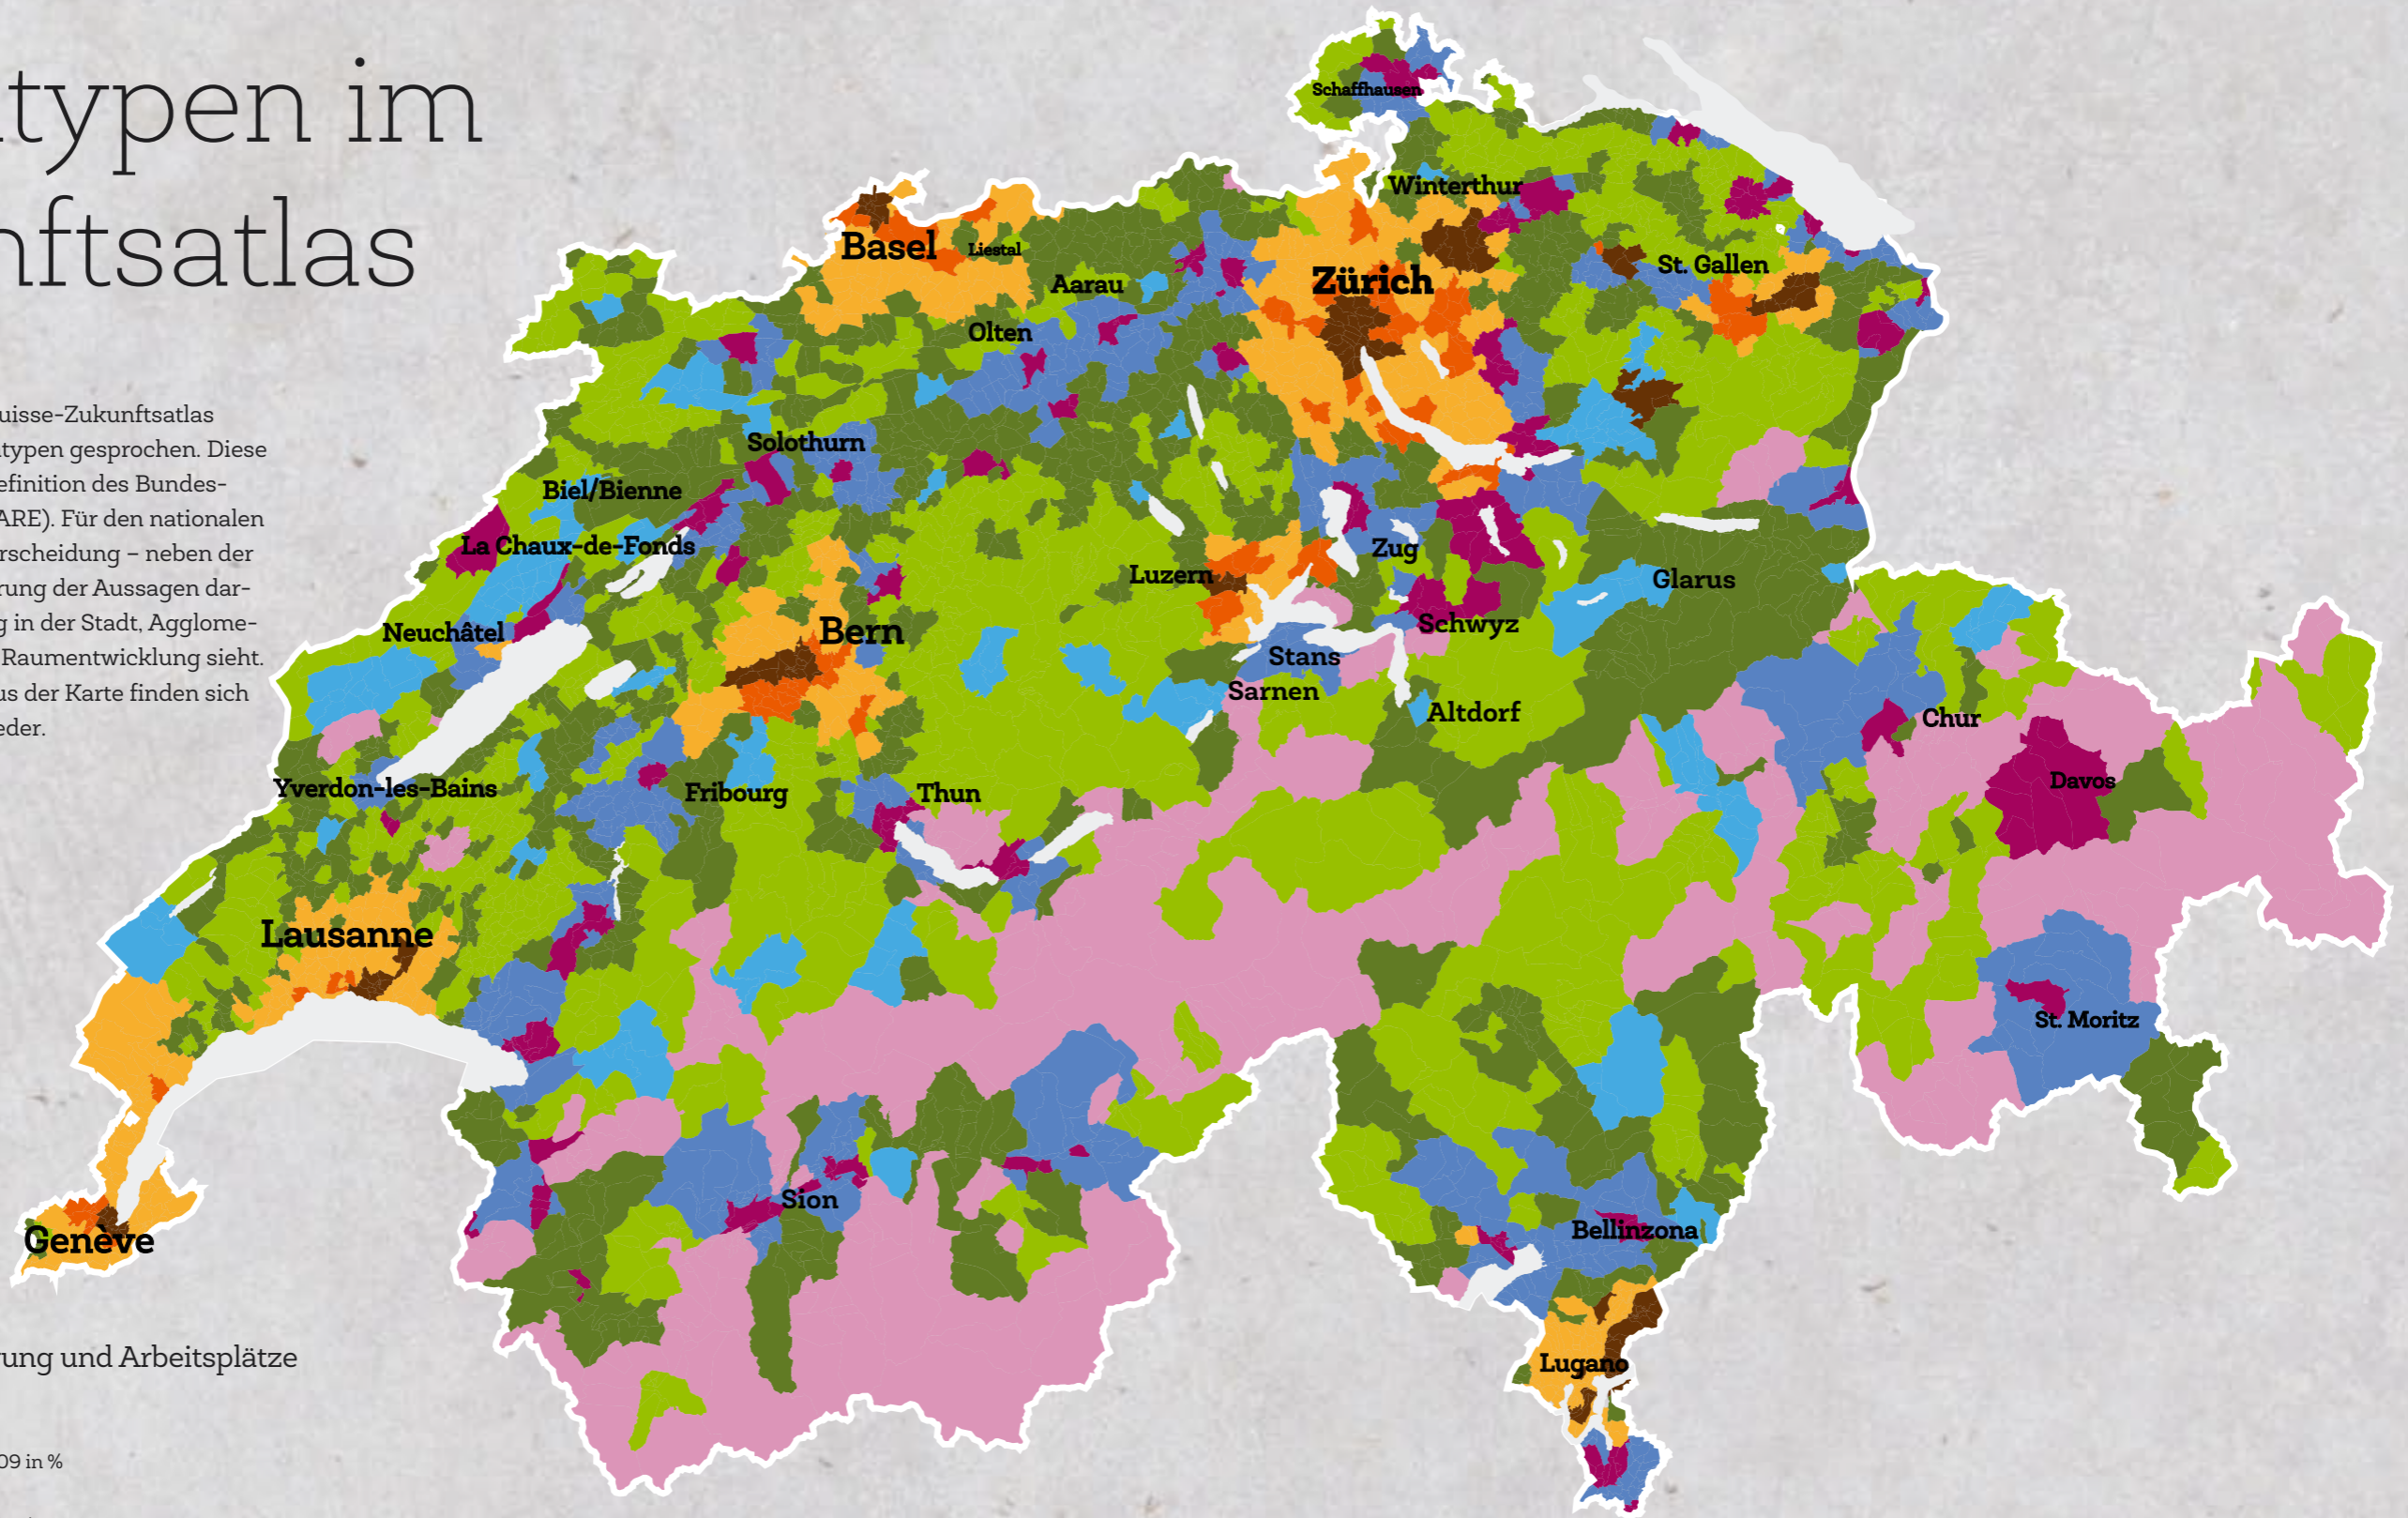 typen im
nftsatlas
uisse-Zukunftsatlas
typen gesprochen. Diese
efinition des Bundes-
ARE). Für den nationalen
rscheidung – neben der
rung der Aussagen dar-
g in der Stadt, Agglome-
Raumentwicklung sieht.
us der Karte finden sich
eder.
Schaffhausen
Winterthur
Basel
Liestal
Zürich
St. Gallen
Aarau
Olten
Solothurn
Biel/Bienne
La Chaux-de-Fonds
Zug
Luzern
Glarus
Neuchâtel
Bern
Schwyz
Stans
Sarnen
Altdorf
Chur
Yverdon-les-Bains
Fribourg
Thun
Davos
Lausanne
St. Moritz
Sion
Genève
Bellinzona
Lugano
ung und Arbeitsplätze
09 in %